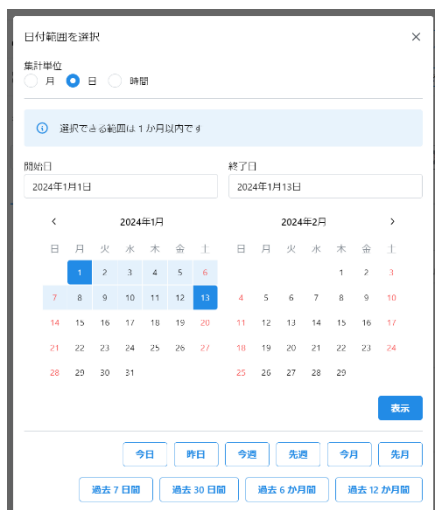 日付範囲を選択
集計単位
月 日 時間
選択できる範囲は 1 か月以内です
開始日 終了日
2024年1月1日 2024年1月13日
2024年1月 2024年2月
日 月 火 水 木 金 土 日 月 火 水 木 金 土
1 2 3 4 5 6 1 2 3
7 8 9 10 11 12 13 4 5 6 7 8 9 10
14 15 16 17 18 19 20 11 12 13 14 15 16 17
21 22 23 24 25 26 27 18 19 20 21 22 23 24
28 29 30 31 25 26 27 28 29
表示
今日 昨日 今週 先週 今月 先月
過去 7 日間 過去 30 日間 過去 6 か月間 過去 12 か月間